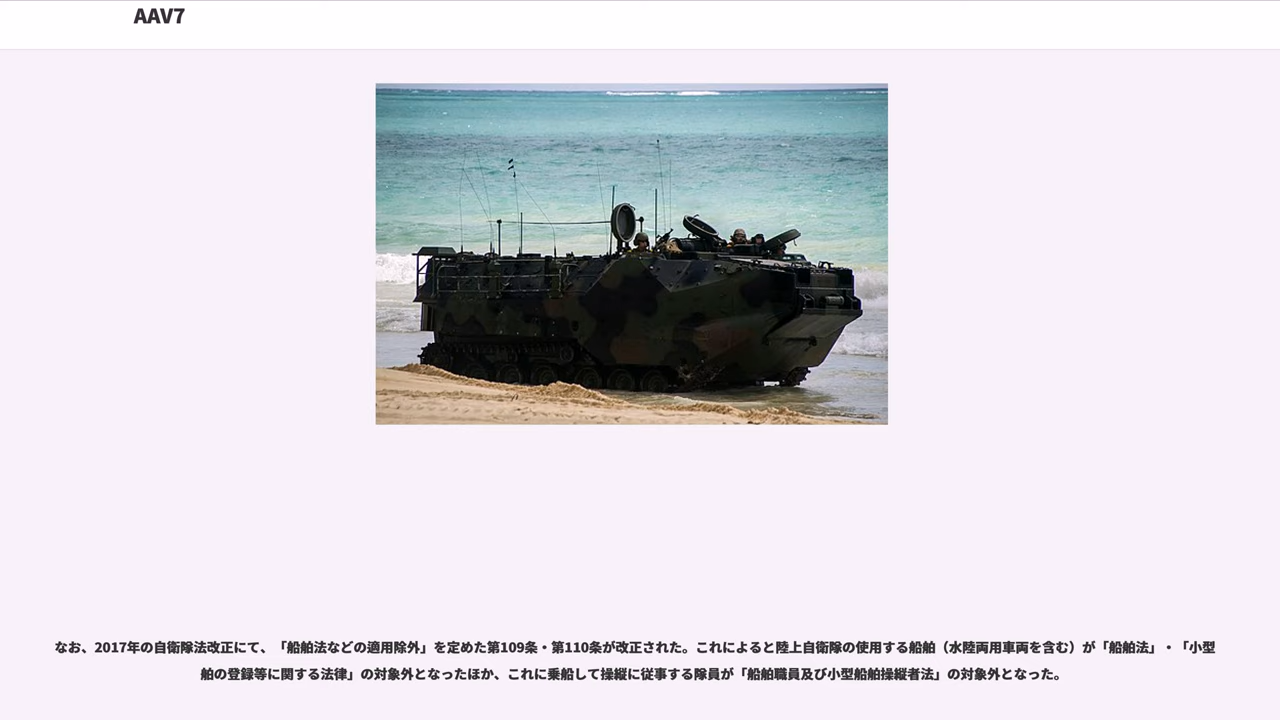 AAV7
なお、2017年の自衛隊法改正にて、「船舶法などの適用除外」を定めた第109条・第110条が改正された。これによると陸上自衛隊の使用する船舶（水陸両用車両を含む）が「船舶法」・「小型
船舶の登録等に関する法律」の対象外となったほか、これに乗船して操縦に従事する隊員が「船舶職員及び小型船舶操縦者法」の対象外となった。